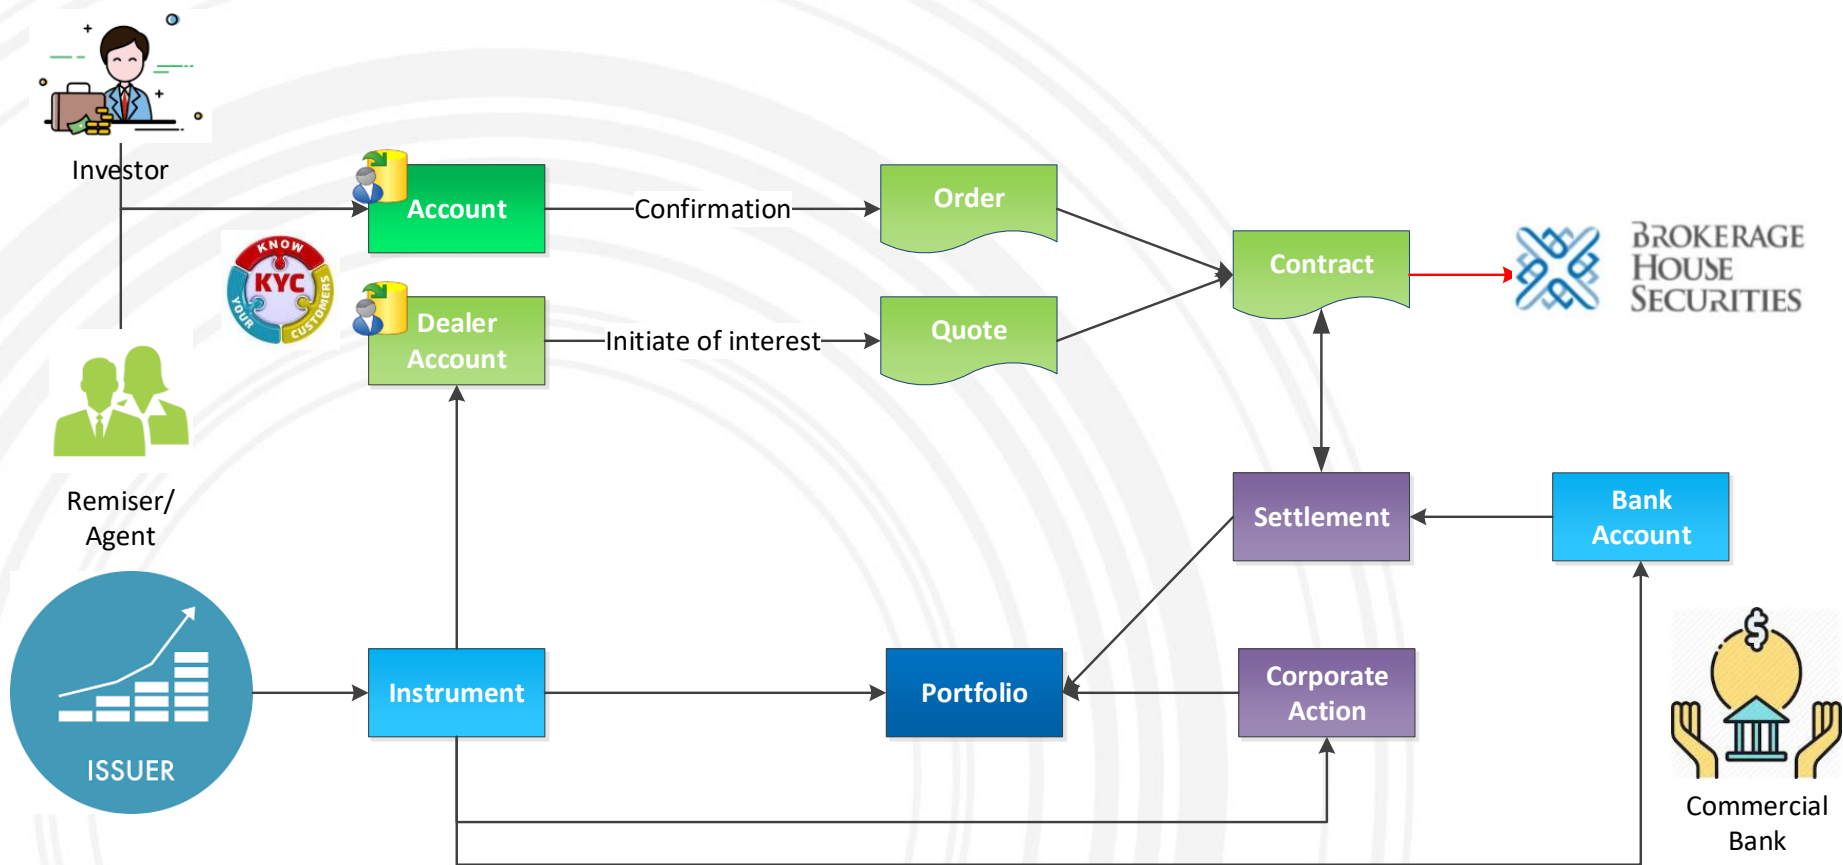 Investor
Account
Confirmation
Order
KNOW
YOUR
CUSTOMERS
KYC
Dealer
Account
Initiate of interest
Quote
Contract
BROKERAGE
HOUSE
SECURITIES
Remiser/
Agent
Settlement
Bank
Account
ISSUER
Instrument
Portfolio
Corporate
Action
$
Commercial
Bank